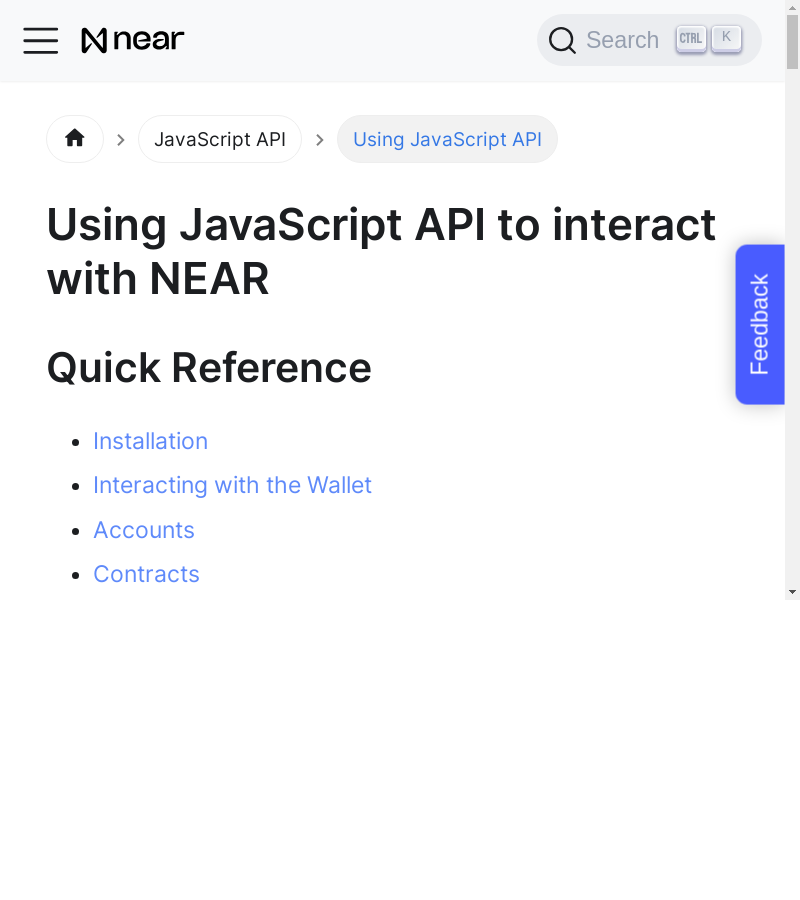 near
Search CTRL K
JavaScript API
Using JavaScript API
Using JavaScript API to interact
with NEAR
Feedback
Quick Reference
Installation
Interacting with the Wallet
Accounts
Contracts